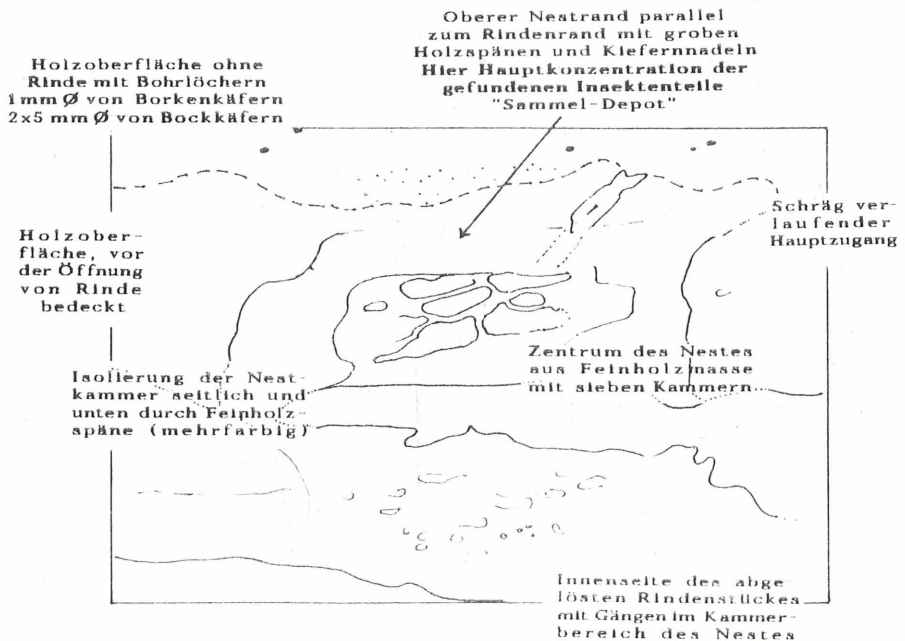 Oberer Nestrand parallel
zum Rindenrand mit groben
Holzspänen und Kiefernnadeln
Hier Hauptkonzentration der
gefundenen Insektenteile
"Sammel-Depot"
Holzoberfläche ohne
Rinde mit Bohrlöchern
1mm Ø von Borkenkäfern
2x5 mm Ø von Bockkäfern
Schräg ver-
laufender
Hauptzugang
Holzober-
fläche, vor
der Öffnung
von Rinde
bedeckt
Zentrum des Nestes
aus Feinholzmasse
mit sieben Kammern
Isolierung der Nest-
kammer seitlich und
unten durch Feinholz-
späne (mehrfarbig)
Innenseite des abge-
lösten Rindenstückes
mit Gängen im Kammer-
bereich des Nestes